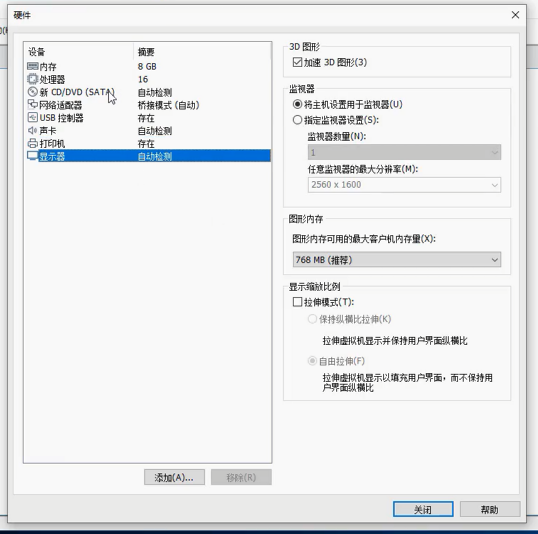 硬件
设备 摘要
内存 8 GB
处理器 16
新 CD/DVD (SATA) 自动检测
网络适配器 桥接模式 (自动)
USB 控制器 存在
声卡 自动检测
打印机 存在
显示器 自动检测
添加(A)... 移除(R)
3D 图形
加速 3D 图形(3)
监视器
将主机设置用于监视器(U)
指定监视器设置(S):
监视器数量(N):
1
任意监视器的最大分辨率(M):
2560 x 1600
图形内存
图形内存可用的最大客户机内存量(X):
768 MB (推荐)
显示缩放比例
拉伸模式(T):
保持纵横比拉伸(K)
拉伸虚拟机显示并保持用户界面纵横比
自由拉伸(F)
拉伸虚拟机显示以填充用户界面，而不保持用
户界面纵横比
关闭 帮助